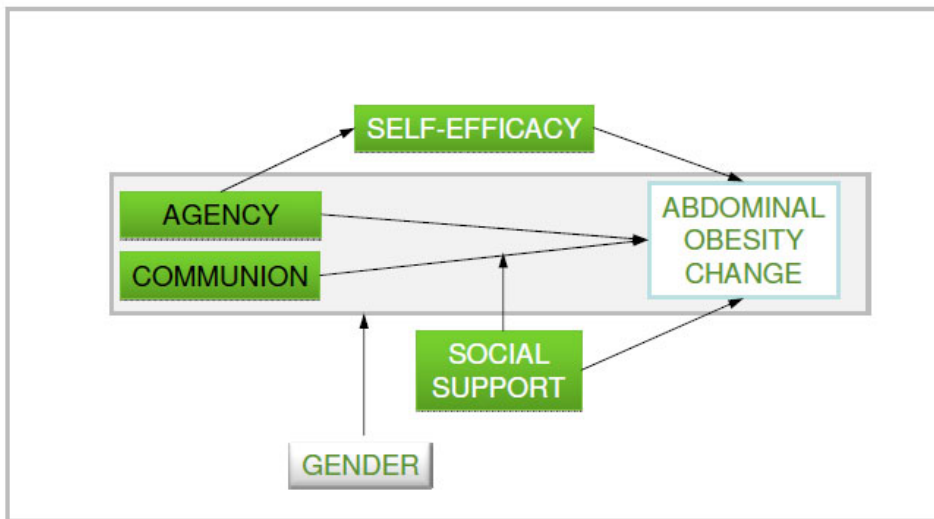 SELF-EFFICACY
AGENCY
COMMUNION
ABDOMINAL
OBESITY
CHANGE
SOCIAL
SUPPORT
GENDER